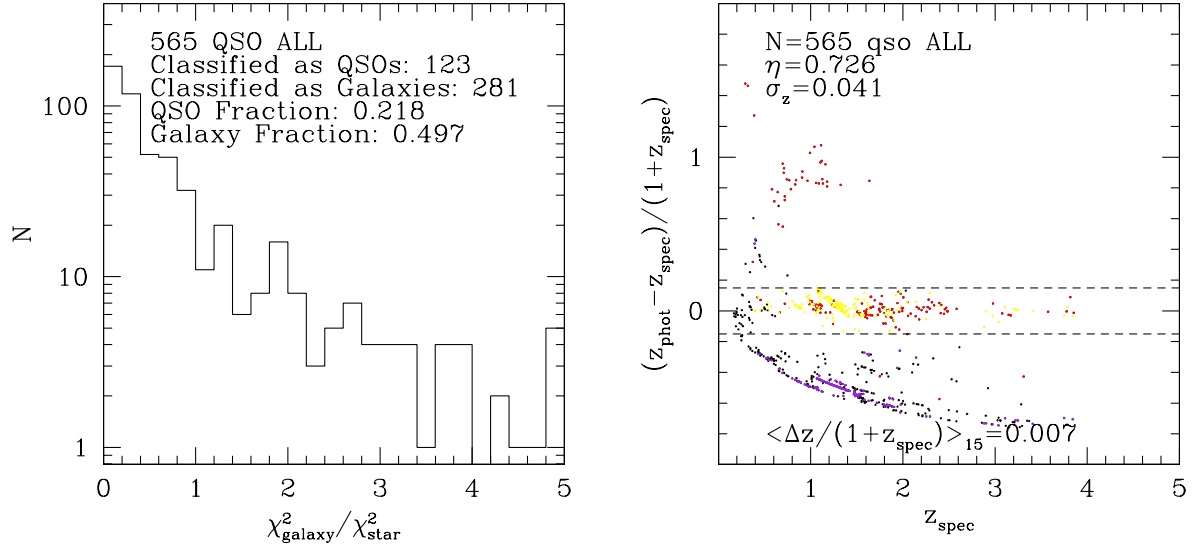 565 QSO ALL
Classified as QSOs: 123
Classified as Galaxies: 281
QSO Fraction: 0.218
Galaxy Fraction: 0.497
100
10
1
N
0 1 2 3 4 5
χ²galaxy/χ²star
N=565 qso ALL
η=0.726
σz=0.041
1
0
(zphot−zspec)/(1+zspec)
<Δz/(1+zspec)>15=0.007
1 2 3 4 5
zspec